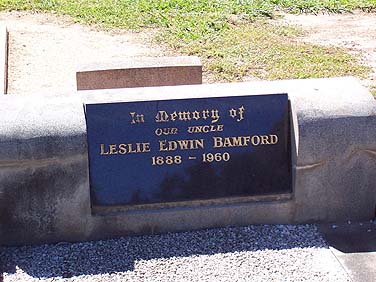 In Memory of
OUR UNCLE
LESLIE EDWIN BAMFORD
1888 - 1960